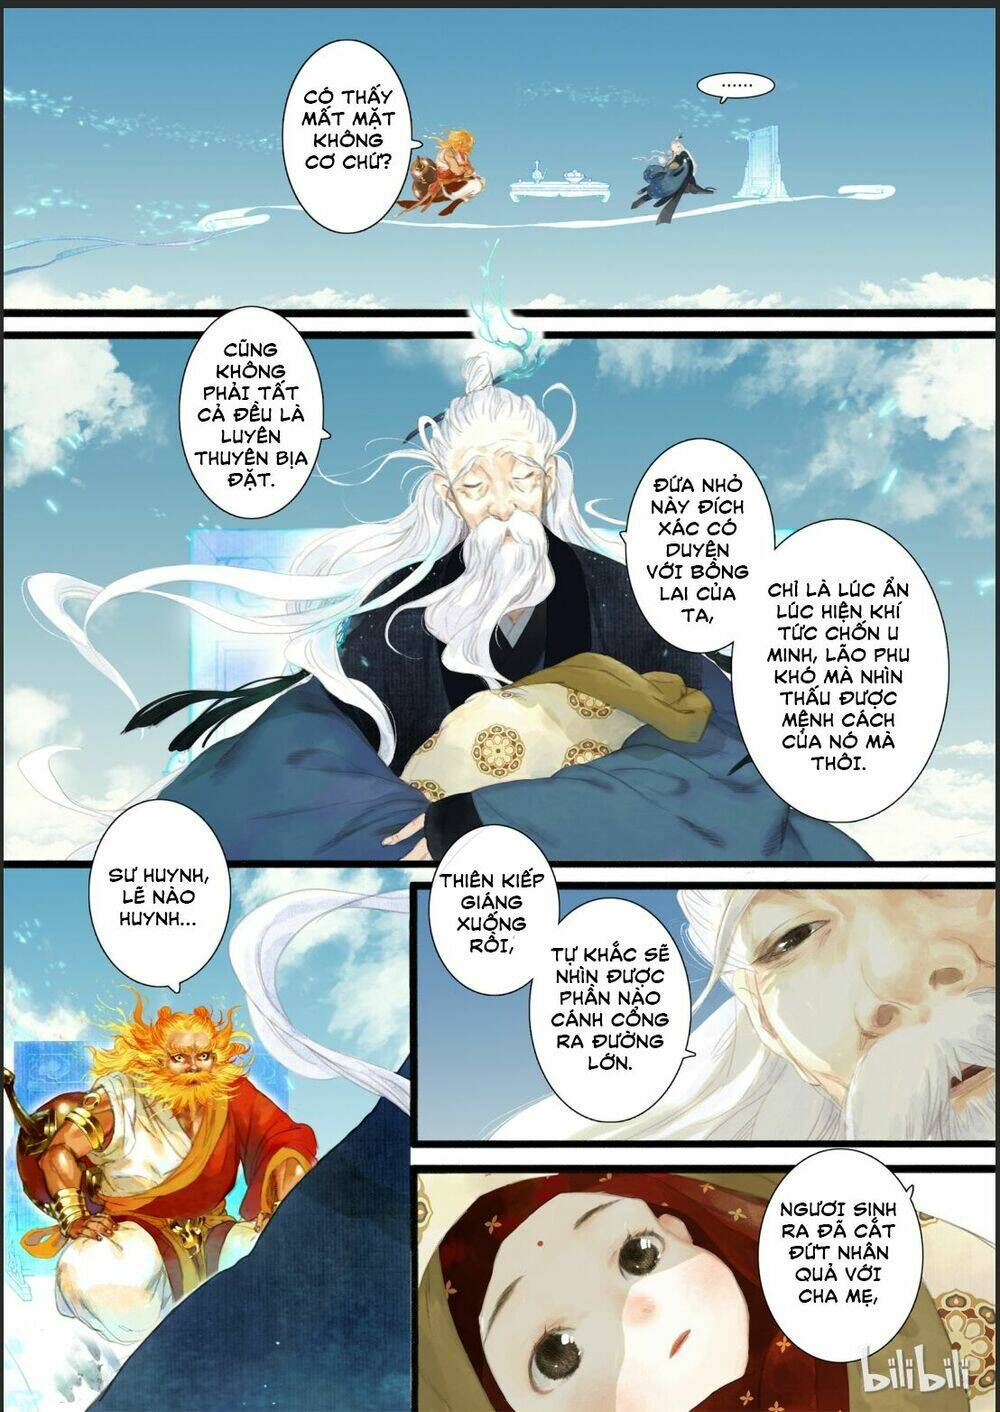 CÓ THẤY
MẤT MẶT
KHÔNG
CƠ CHỨ?
......
CŨNG
KHÔNG
PHẢI TẤT
CẢ ĐỀU LÀ
LUYÊN
THUYÊN BỊA
ĐẶT.
ĐỨA NHỎ
NÀY ĐÍCH
XÁC CÓ
DUYÊN
VỚI BỒNG
LAI CỦA
TA,
CHỈ LÀ LÚC ẨN
LÚC HIỆN KHÍ
TỨC CHỐN U
MINH, LÃO PHU
KHÓ MÀ NHÌN
THẤU ĐƯỢC
MỆNH CÁCH
CỦA NÓ MÀ
THÔI.
SƯ HUYNH,
LẼ NÀO
HUYNH...
THIÊN KIẾP
GIÁNG
XUỐNG
RỒI,
TỰ KHẮC SẼ
NHÌN ĐƯỢC
PHẦN NÀO
CÁNH CỔNG
RA ĐƯỜNG
LỚN.
NGƯƠI SINH
RA ĐÃ CẮT
ĐỨT NHÂN
QUẢ VỚI
CHA MẸ,
bilibili